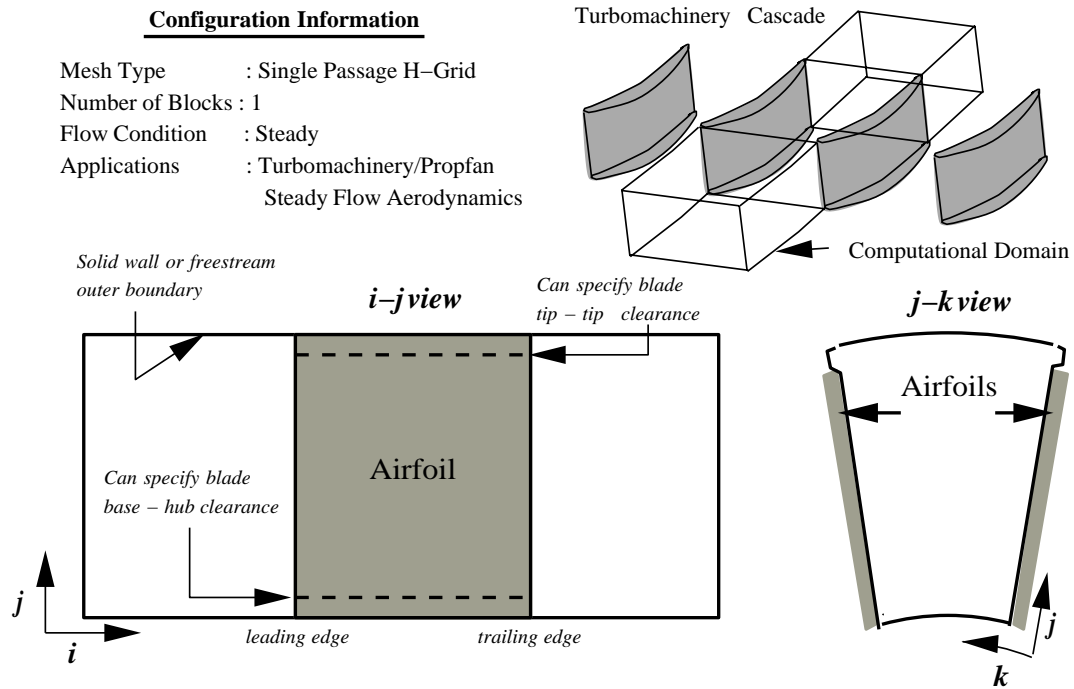 Configuration Information
Mesh Type : Single Passage H–Grid
Number of Blocks : 1
Flow Condition : Steady
Applications : Turbomachinery/Propfan
Steady Flow Aerodynamics
Turbomachinery Cascade
Computational Domain
Solid wall or freestream
outer boundary
i–j view
Can specify blade
tip – tip clearance
j–k view
Airfoils
Airfoil
Can specify blade
base – hub clearance
j
i
leading edge
trailing edge
j
k